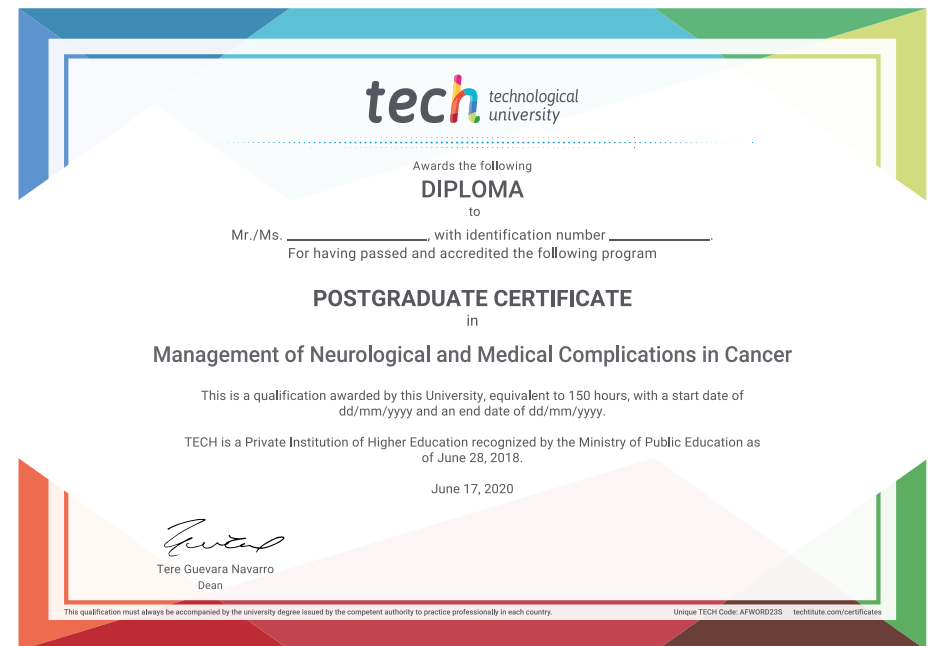 tech technological
university
Awards the following
DIPLOMA
to
Mr./Ms. ____________________, with identification number ______________.
For having passed and accredited the following program
POSTGRADUATE CERTIFICATE
in
Management of Neurological and Medical Complications in Cancer
This is a qualification awarded by this University, equivalent to 150 hours, with a start date of
dd/mm/yyyy and an end date of dd/mm/yyyy.
TECH is a Private Institution of Higher Education recognized by the Ministry of Public Education as
of June 28, 2018.
June 17, 2020
Tere Guevara Navarro
Dean
This qualification must always be accompanied by the university degree issued by the competent authority to practice professionally in each country.
Unique TECH Code: AFWORD23S techtitute.com/certificates